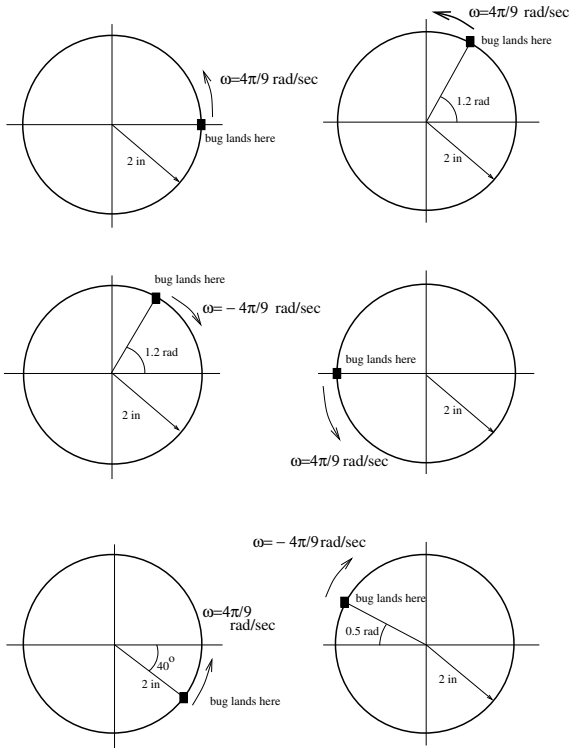 ω=4π/9 rad/sec
bug lands here
2 in
ω=4π/9 rad/sec
bug lands here
1.2 rad
2 in
bug lands here
ω= − 4π/9 rad/sec
1.2 rad
2 in
bug lands here
2 in
ω=4π/9 rad/sec
ω=4π/9
rad/sec
40°
2 in
bug lands here
ω= − 4π/9 rad/sec
bug lands here
0.5 rad
2 in